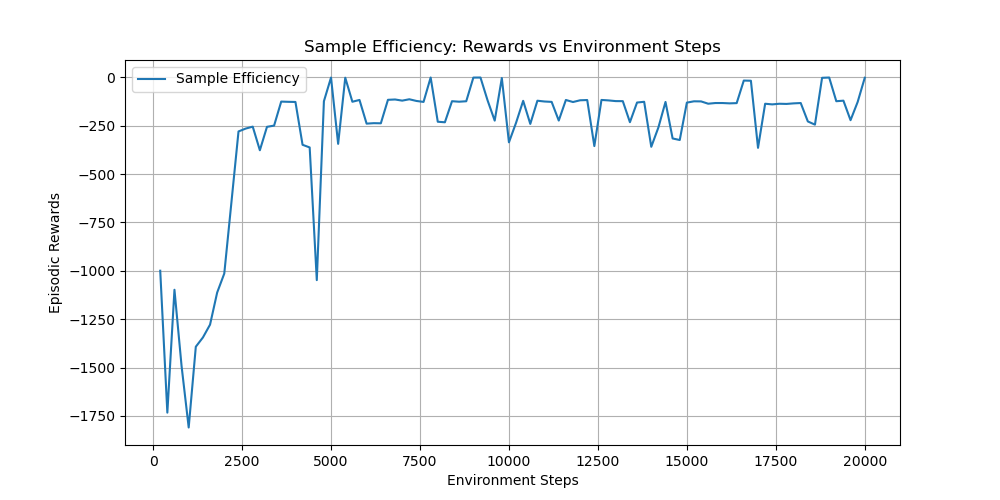 Sample Efficiency: Rewards vs Environment Steps
Sample Efficiency
0
−250
−500
−750
−1000
−1250
−1500
−1750
Episodic Rewards
0 2500 5000 7500 10000 12500 15000 17500 20000
Environment Steps